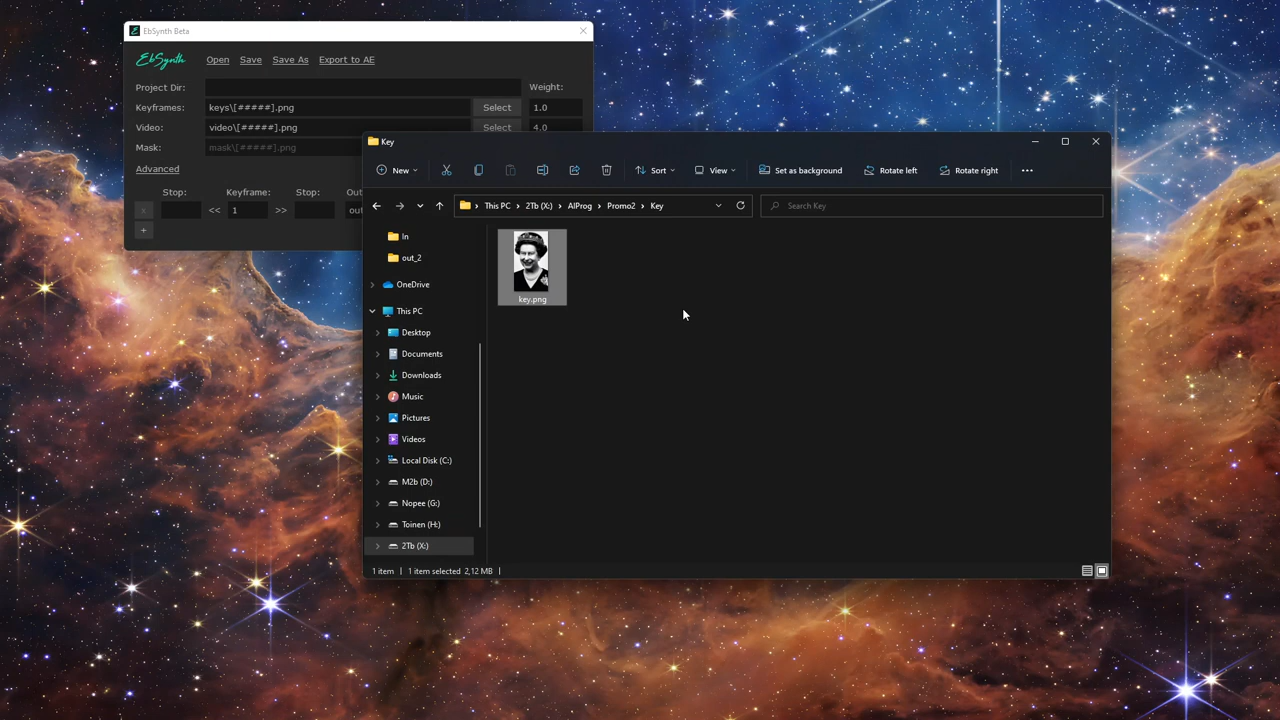 EbSynth Beta
EbSynth Open Save Save As Export to AE
Project Dir: Weight:
Keyframes: keys\[#####].png Select 1.0
Video: video\[#####].png Select 4.0
Mask: mask\[#####].png
Advanced
Stop: Keyframe: Stop: Out
x << 1 >> out
+
Key
New Sort View Set as background Rotate left Rotate right
This PC > 2Tb (X:) > AIProg > Promo2 > Key Search Key
In
out_2
OneDrive
This PC
Desktop
Documents
Downloads
Music
Pictures
Videos
Local Disk (C:)
M2b (D:)
Nopee (G:)
Toinen (H:)
2Tb (X:)
key.png
1 item 1 item selected 2,12 MB